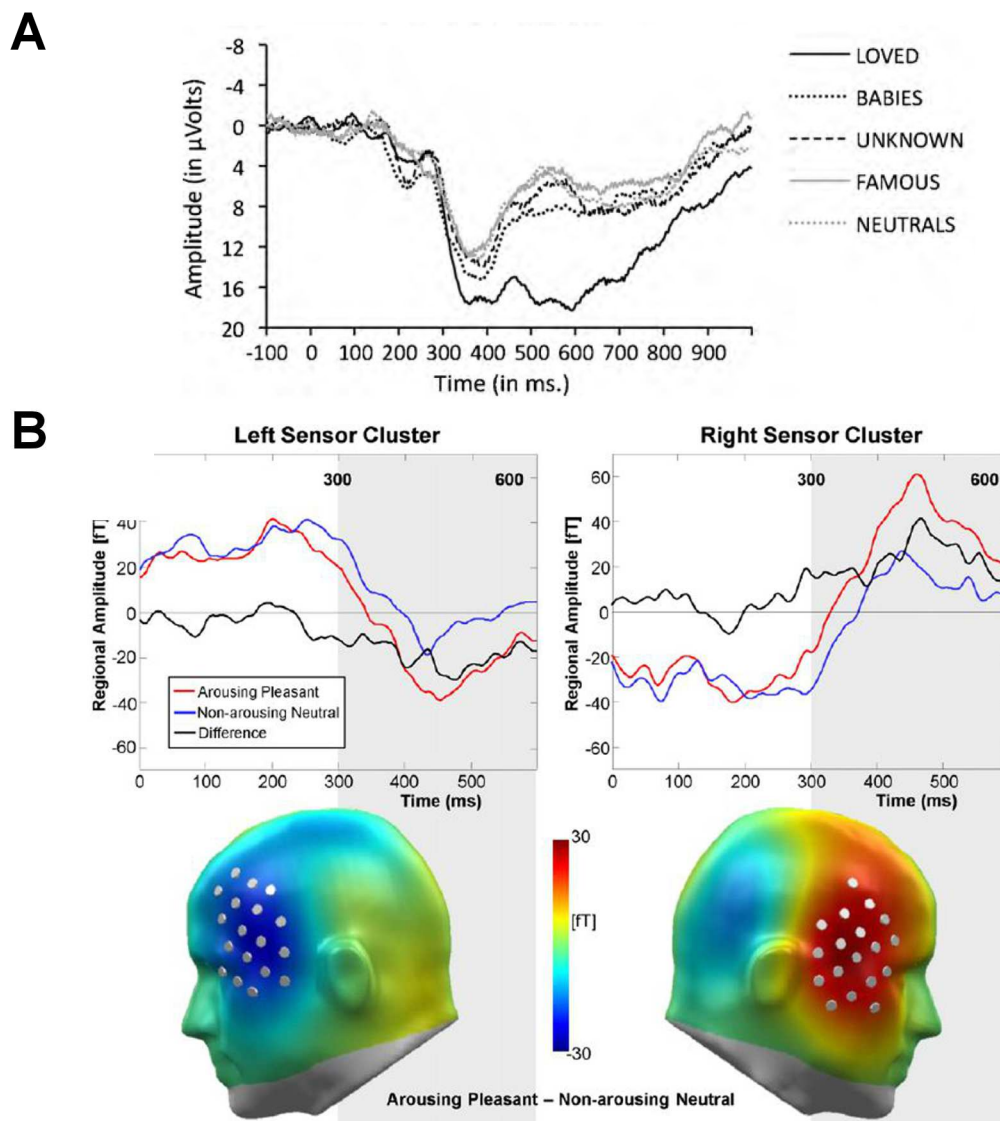 A
-8
-4
0
4
8
12
16
20
Amplitude (in µVolts)
-100 0 100 200 300 400 500 600 700 800 900
Time (in ms.)
LOVED
BABIES
UNKNOWN
FAMOUS
NEUTRALS
B
Left Sensor Cluster
300 600
40
20
0
-20
-40
-60
Regional Amplitude [fT]
Arousing Pleasant
Non-arousing Neutral
Difference
0 100 200 300 400 500
Time (ms)
Right Sensor Cluster
300 600
60
40
20
0
-20
-40
-60
Regional Amplitude [fT]
0 100 200 300 400 500
Time (ms)
30
[fT]
-30
Arousing Pleasant – Non-arousing Neutral